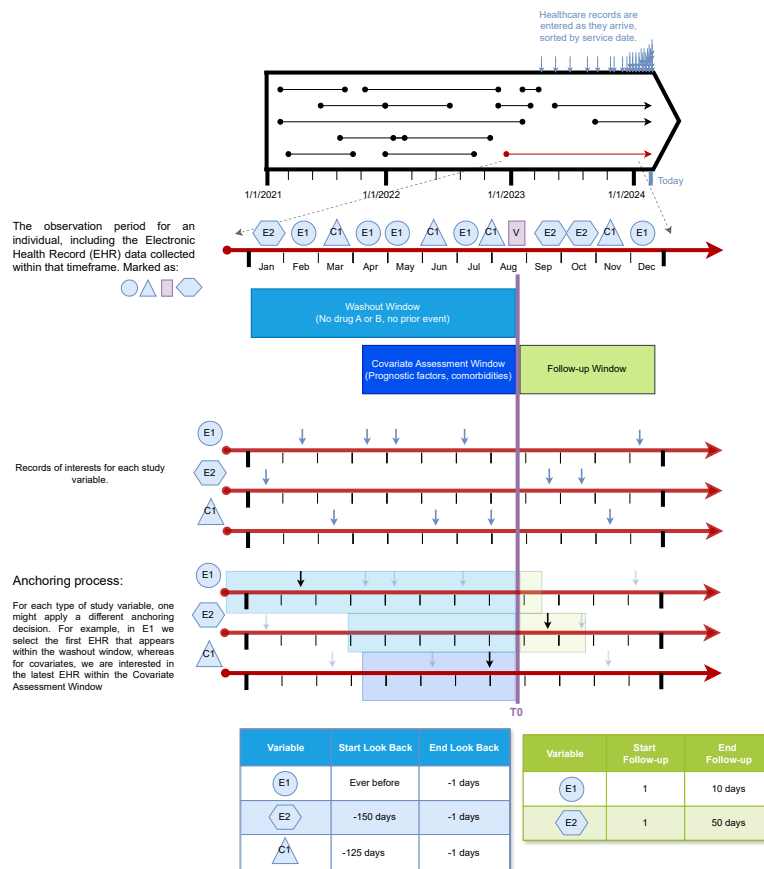 Healthcare records are
entered as they arrive,
sorted by service date.
Today
1/1/2021
1/1/2022
1/1/2023
1/1/2024
The observation period for an
individual, including the Electronic
Health Record (EHR) data collected
within that timeframe. Marked as:
E2
E1
C1
E1
E1
C1
E1
C1
V
E2
E2
C1
E1
Jan
Feb
Mar
Apr
May
Jun
Jul
Aug
Sep
Oct
Nov
Dec
Washout Window
(No drug A or B, no prior event)
Covariate Assessment Window
(Prognostic factors, comorbidities)
Follow-up Window
Records of interests for each study
variable.
E1
E2
C1
Anchoring process:
For each type of study variable, one
might apply a different anchoring
decision. For example, in E1 we
select the first EHR that appears
within the washout window, whereas
for covariates, we are interested in
the latest EHR within the Covariate
Assessment Window
E1
E2
C1
T0
Variable Start Look Back End Look Back
E1 Ever before -1 days
E2 -150 days -1 days
C1 -125 days -1 days
Variable Start Follow-up End Follow-up
E1 1 10 days
E2 1 50 days